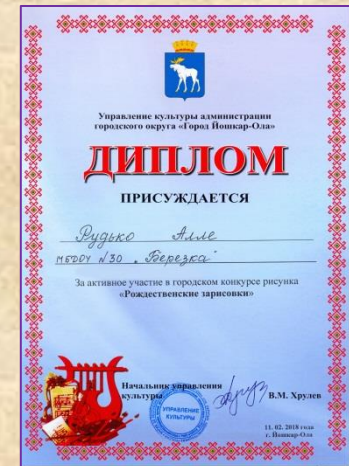 Управление культуры администрации
городского округа «Город Йошкар-Ола»
ДИПЛОМ
ПРИСУЖДАЕТСЯ
Рудько Алле
МБДОУ №30 „Березка"
За активное участие в городском конкурсе рисунка
«Рождественские зарисовки»
Начальник управления
культуры
В.М. Хрулев
УПРАВЛЕНИЕ
КУЛЬТУРЫ
11. 02. 2018 года
г. Йошкар-Ола